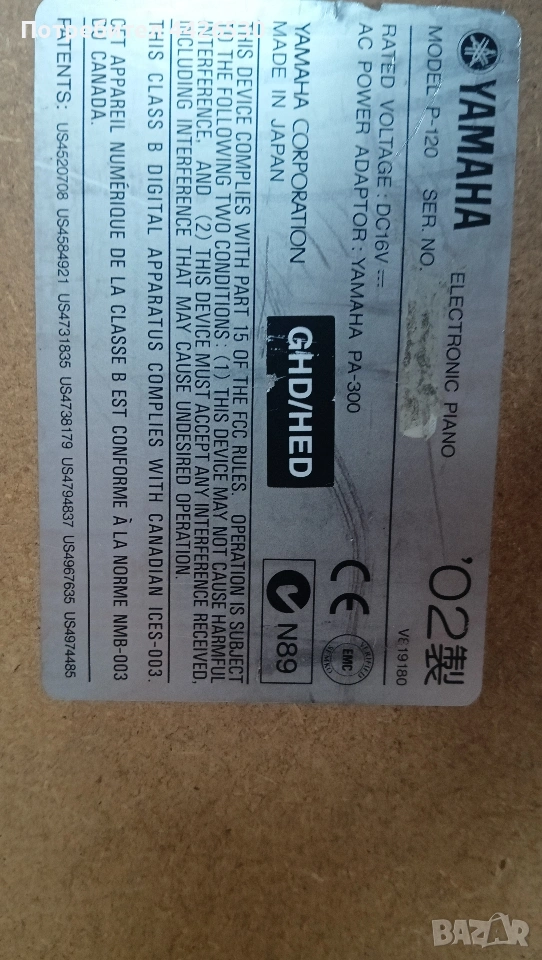 YAMAHA ELECTRONIC PIANO
MODEL P-120 SER. NO.
RATED VOLTAGE : DC16V
AC POWER ADAPTOR : YAMAHA PA-300
'02製
VE19180
YAMAHA CORPORATION
MADE IN JAPAN
GHD/HED
CE
EMC
N89
THIS DEVICE COMPLIES WITH PART 15 OF THE FCC RULES. OPERATION IS SUBJECT
TO THE FOLLOWING TWO CONDITIONS : (1) THIS DEVICE MAY NOT CAUSE HARMFUL
INTERFERENCE, AND (2) THIS DEVICE MUST ACCEPT ANY INTERFERENCE RECEIVED,
INCLUDING INTERFERENCE THAT MAY CAUSE UNDESIRED OPERATION.
THIS CLASS B DIGITAL APPARATUS COMPLIES WITH CANADIAN ICES-003.
CET APPAREIL NUMÉRIQUE DE LA CLASSE B EST CONFORME À LA NORME NMB-003
DU CANADA.
PATENTS: US4520708 US4584921 US4731835 US4738179 US4794837 US4967635 US4974485
BAZAR